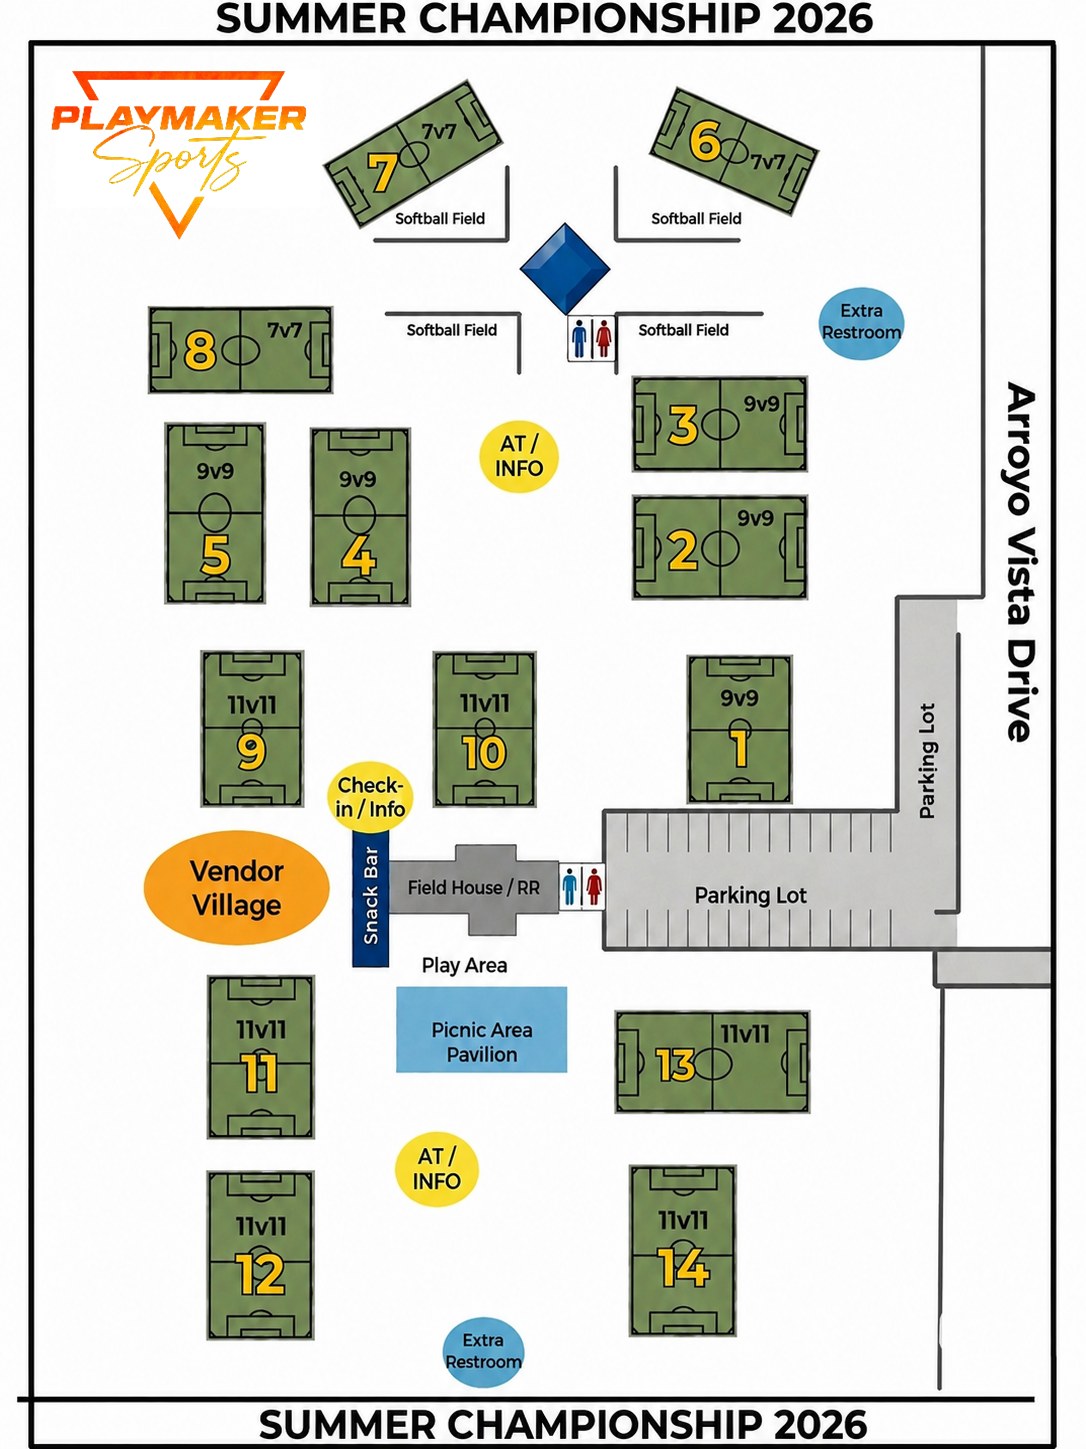 SUMMER CHAMPIONSHIP 2026
PLAYMAKER
Sports
7
7v7
6
7v7
Softball Field
Softball Field
Softball Field
Softball Field
Extra
Restroom
8
7v7
3
9v9
AT /
INFO
9v9
5
9v9
4
2
9v9
Arroyo Vista Drive
11v11
9
11v11
10
9v9
1
Parking Lot
Check-
in / Info
Vendor
Village
Snack Bar
Field House / RR
Parking Lot
Play Area
Picnic Area
Pavilion
11v11
11
13
11v11
AT /
INFO
11v11
12
11v11
14
Extra
Restroom
SUMMER CHAMPIONSHIP 2026